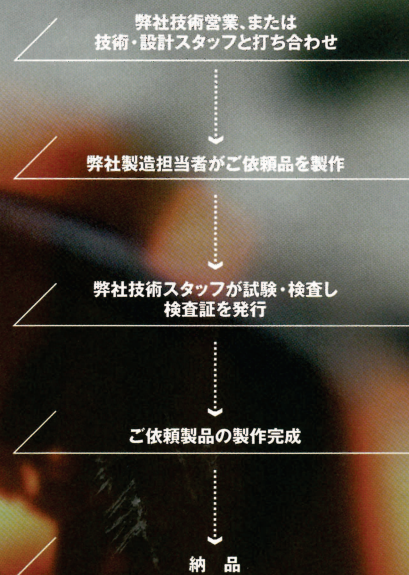 弊社技術営業、または
技術・設計スタッフと打ち合わせ
弊社製造担当者がご依頼品を製作
弊社技術スタッフが試験・検査し
検査証を発行
ご依頼製品の製作完成
納　品